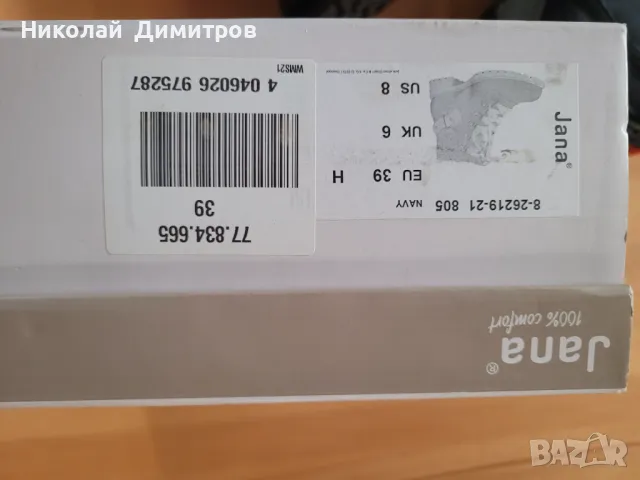 Николай Димитров
Jana®
100% comfort
77.834.665
39
4 046026 975287
WMS21
8-26219-21 805 NAVY
EU 39 H
UK 6
US 8
Jana®
BAZAR